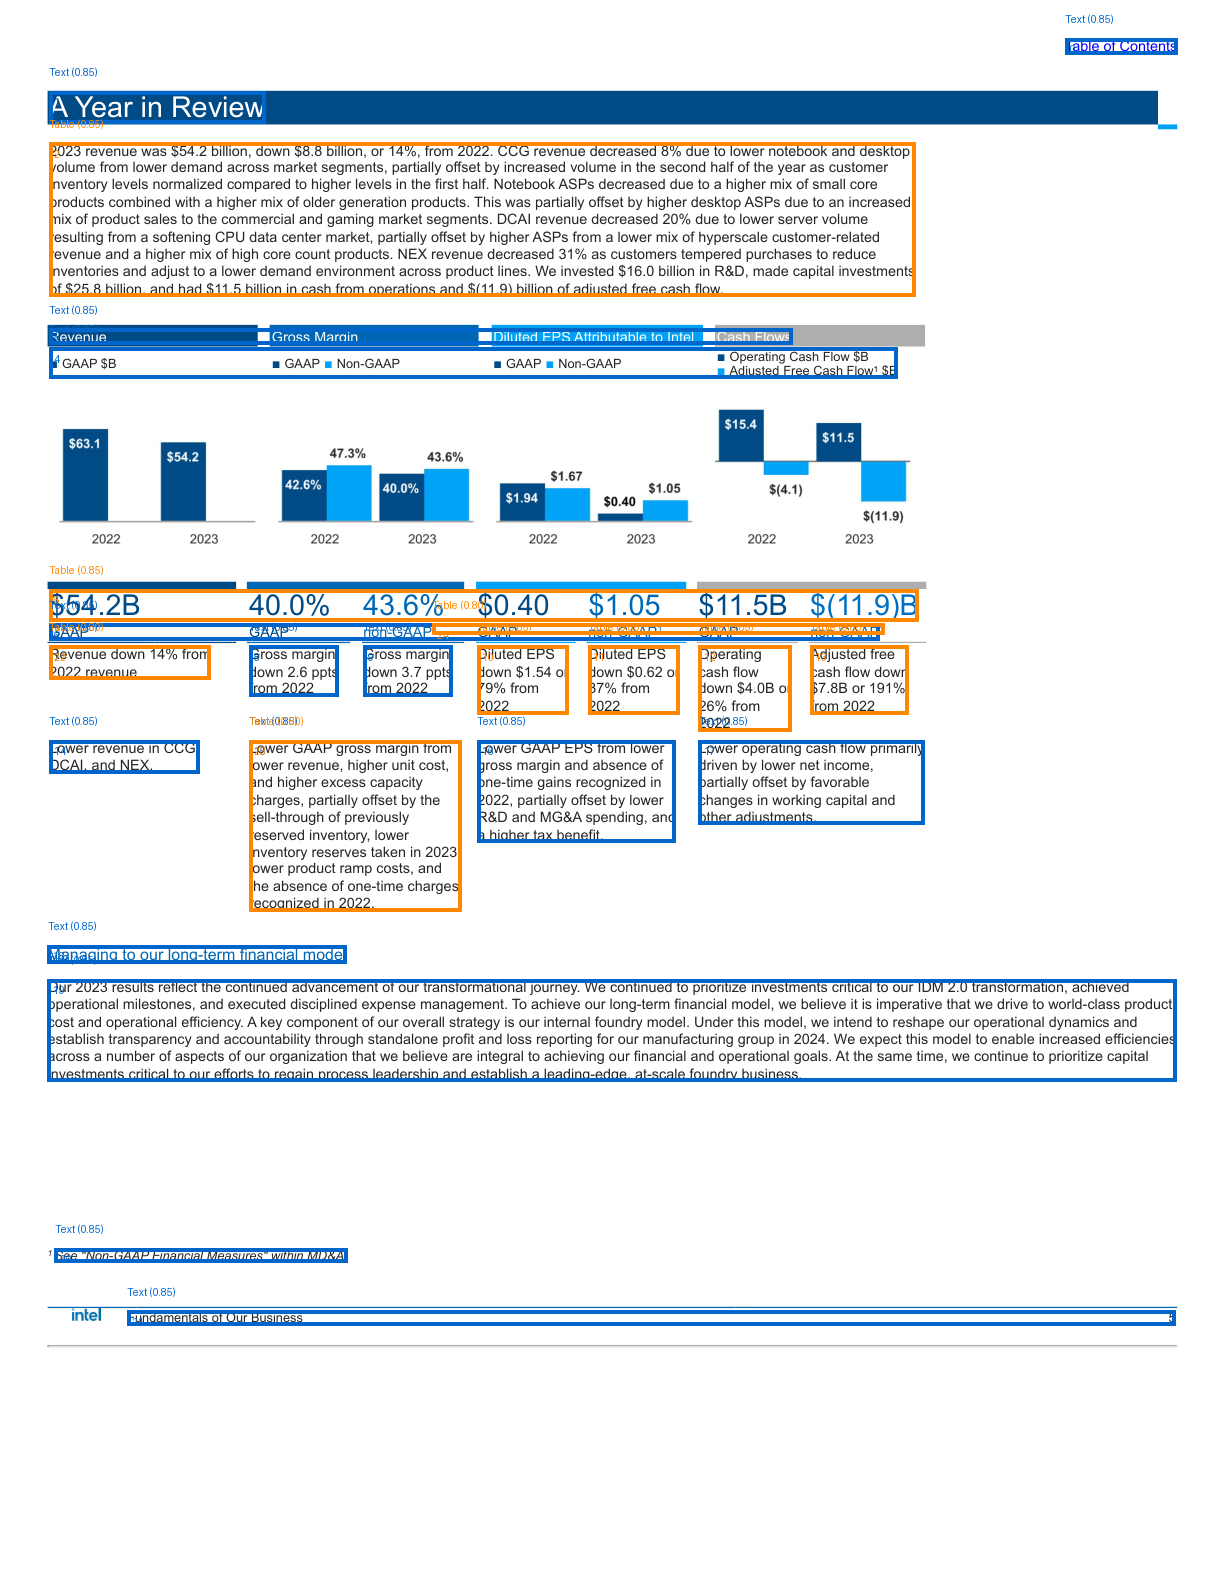 Text (0.85)
Table of Contents
Text (0.85)
A Year in Review
Table (0.85)
2023 revenue was $54.2 billion, down $8.8 billion, or 14%, from 2022. CCG revenue decreased 8% due to lower notebook and desktop
volume from lower demand across market segments, partially offset by increased volume in the second half of the year as customer
inventory levels normalized compared to higher levels in the first half. Notebook ASPs decreased due to a higher mix of small core
products combined with a higher mix of older generation products. This was partially offset by higher desktop ASPs due to an increased
mix of product sales to the commercial and gaming market segments. DCAI revenue decreased 20% due to lower server volume
resulting from a softening CPU data center market, partially offset by higher ASPs from a lower mix of hyperscale customer-related
revenue and a higher mix of high core count products. NEX revenue decreased 31% as customers tempered purchases to reduce
inventories and adjust to a lower demand environment across product lines. We invested $16.0 billion in R&D, made capital investments
of $25.8 billion, and had $11.5 billion in cash from operations and $(11.9) billion of adjusted free cash flow.
Text (0.85)
Revenue Gross Margin Diluted EPS Attributable to Intel Cash Flows
■ GAAP $B ■ GAAP ■ Non-GAAP ■ GAAP ■ Non-GAAP ■ Operating Cash Flow $B
■ Adjusted Free Cash Flow¹ $B
$63.1 $54.2
2022 2023
42.6% 47.3% 40.0% 43.6%
2022 2023
$1.94 $1.67 $0.40 $1.05
2022 2023
$15.4 $(4.1) $11.5 $(11.9)
2022 2023
Table (0.85)
$54.2B 40.0% 43.6% $0.40 $1.05 $11.5B $(11.9)B
Table (0.80)
GAAP GAAP non-GAAP GAAP non-GAAP GAAP non-GAAP
Revenue down 14% from
2022 revenue
Gross margin
down 2.6 ppts
from 2022
Gross margin
down 3.7 ppts
from 2022
Diluted EPS
down $1.54 or
79% from
2022
Diluted EPS
down $0.62 or
37% from
2022
Operating
cash flow
down $4.0B or
26% from
2022
Adjusted free
cash flow down
$7.8B or 191%
from 2022
Text (0.85)
Lower revenue in CCG,
DCAI, and NEX.
Lower GAAP gross margin from
lower revenue, higher unit cost,
and higher excess capacity
charges, partially offset by the
sell-through of previously
reserved inventory, lower
inventory reserves taken in 2023,
lower product ramp costs, and
the absence of one-time charges
recognized in 2022.
Text (0.85)
Lower GAAP EPS from lower
gross margin and absence of
one-time gains recognized in
2022, partially offset by lower
R&D and MG&A spending, and
a higher tax benefit.
Text (0.85)
Lower operating cash flow primarily
driven by lower net income,
partially offset by favorable
changes in working capital and
other adjustments.
Text (0.85)
Managing to our long-term financial model
Our 2023 results reflect the continued advancement of our transformational journey. We continued to prioritize investments critical to our IDM 2.0 transformation, achieved
operational milestones, and executed disciplined expense management. To achieve our long-term financial model, we believe it is imperative that we drive to world-class product
cost and operational efficiency. A key component of our overall strategy is our internal foundry model. Under this model, we intend to reshape our operational dynamics and
establish transparency and accountability through standalone profit and loss reporting for our manufacturing group in 2024. We expect this model to enable increased efficiencies
across a number of aspects of our organization that we believe are integral to achieving our financial and operational goals. At the same time, we continue to prioritize capital
investments critical to our efforts to regain process leadership and establish a leading-edge, at-scale foundry business.
Text (0.85)
¹ See "Non-GAAP Financial Measures" within MD&A.
Text (0.85)
intel Fundamentals of Our Business 5